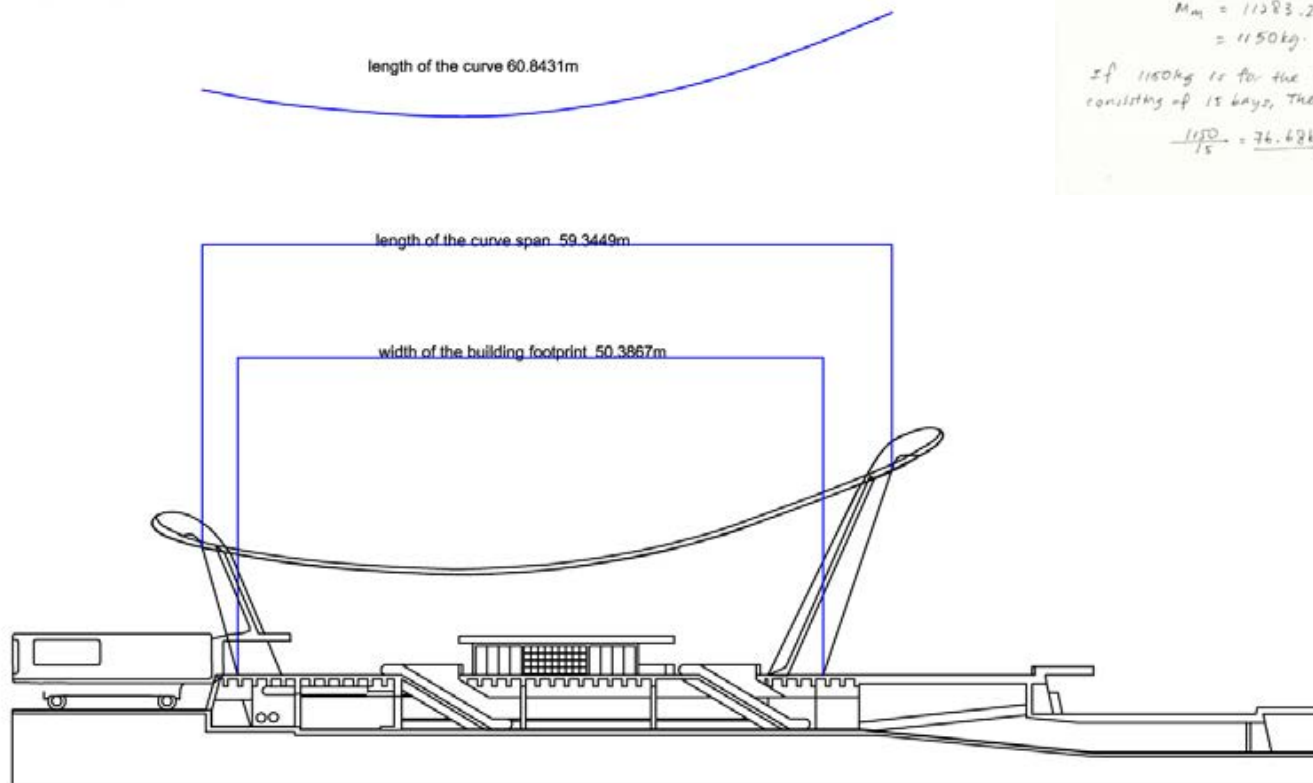 Mm = 11283.2
= 1150kg.
If 1150kg is for the
consisting of 15 bays, The
1150
15
= 76.686
length of the curve 60.8431m
length of the curve span 59.3449m
width of the building footprint 50.3867m